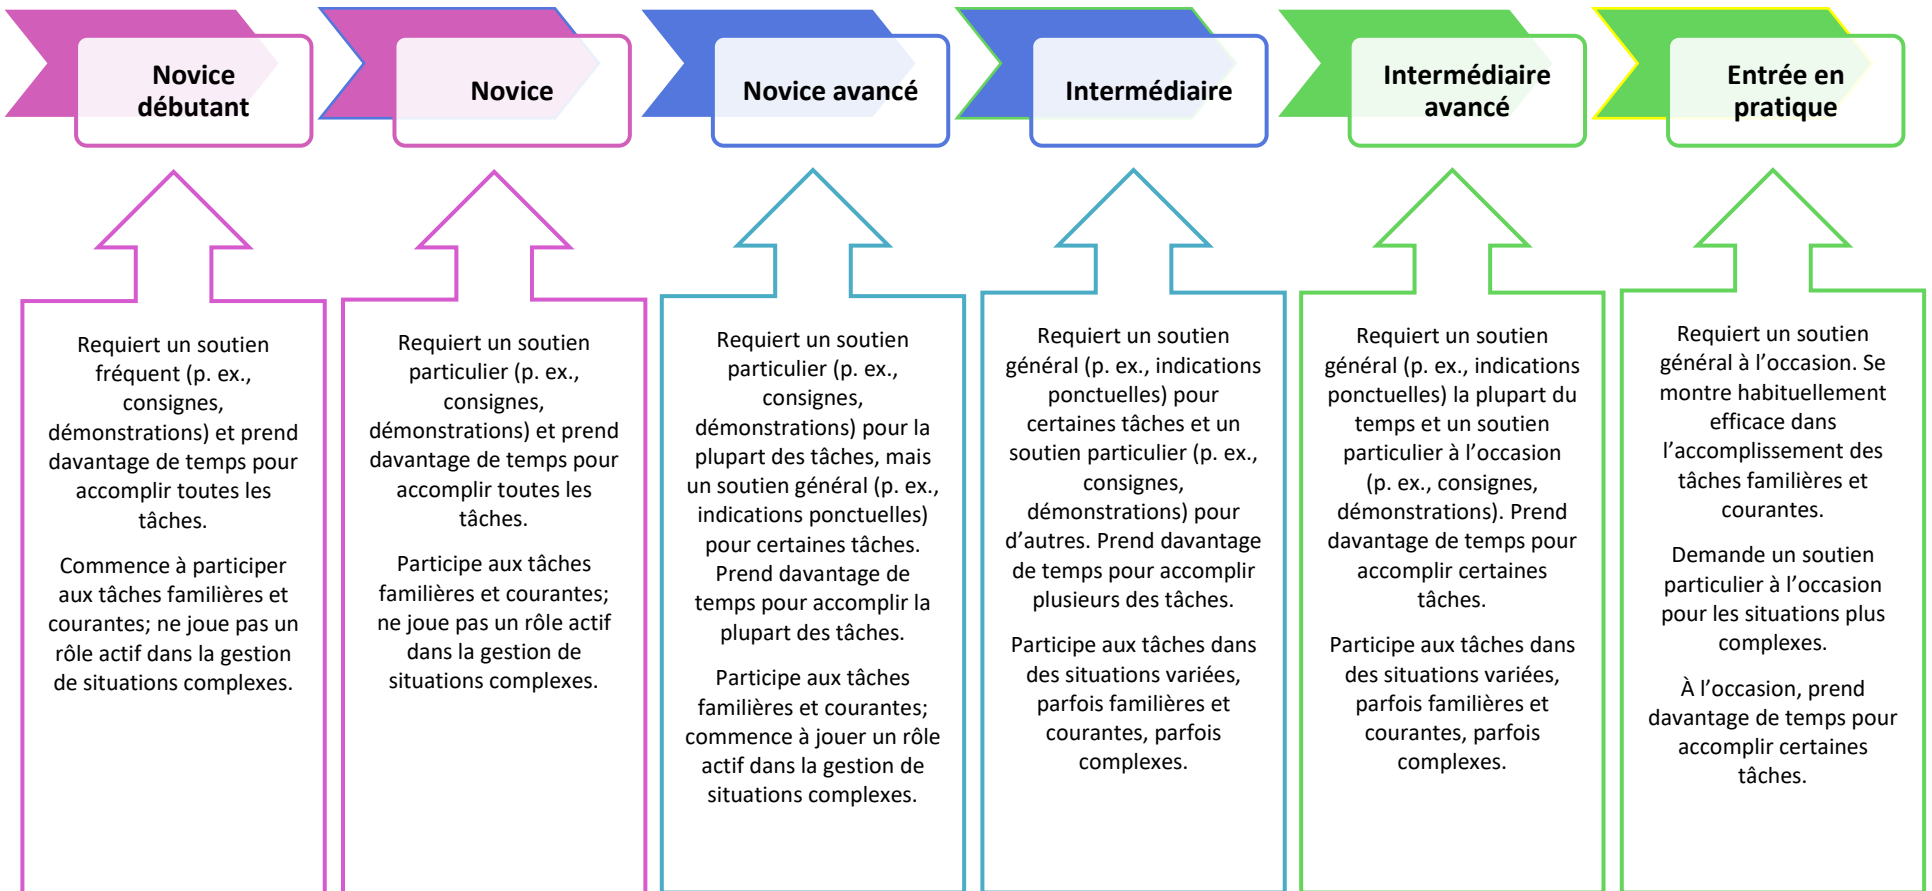 Novice
débutant
Novice
Novice avancé
Intermédiaire
Intermédiaire
avancé
Entrée en
pratique
Requiert un soutien
fréquent (p. ex.,
consignes,
démonstrations) et prend
davantage de temps pour
accomplir toutes les
tâches.
Commence à participer
aux tâches familières et
courantes; ne joue pas un
rôle actif dans la gestion
de situations complexes.
Requiert un soutien
particulier (p. ex.,
consignes,
démonstrations) et prend
davantage de temps pour
accomplir toutes les
tâches.
Participe aux tâches
familières et courantes;
ne joue pas un rôle actif
dans la gestion de
situations complexes.
Requiert un soutien
particulier (p. ex.,
consignes,
démonstrations) pour la
plupart des tâches, mais
un soutien général (p. ex.,
indications ponctuelles)
pour certaines tâches.
Prend davantage de
temps pour accomplir la
plupart des tâches.
Participe aux tâches
familières et courantes;
commence à jouer un rôle
actif dans la gestion de
situations complexes.
Requiert un soutien
général (p. ex., indications
ponctuelles) pour
certaines tâches et un
soutien particulier (p. ex.,
consignes,
démonstrations) pour
d’autres. Prend davantage
de temps pour accomplir
plusieurs des tâches.
Participe aux tâches dans
des situations variées,
parfois familières et
courantes, parfois
complexes.
Requiert un soutien
général (p. ex., indications
ponctuelles) la plupart du
temps et un soutien
particulier à l’occasion
(p. ex., consignes,
démonstrations). Prend
davantage de temps pour
accomplir certaines
tâches.
Participe aux tâches dans
des situations variées,
parfois familières et
courantes, parfois
complexes.
Requiert un soutien
général à l’occasion. Se
montre habituellement
efficace dans
l’accomplissement des
tâches familières et
courantes.
Demande un soutien
particulier à l’occasion
pour les situations plus
complexes.
À l’occasion, prend
davantage de temps pour
accomplir certaines
tâches.